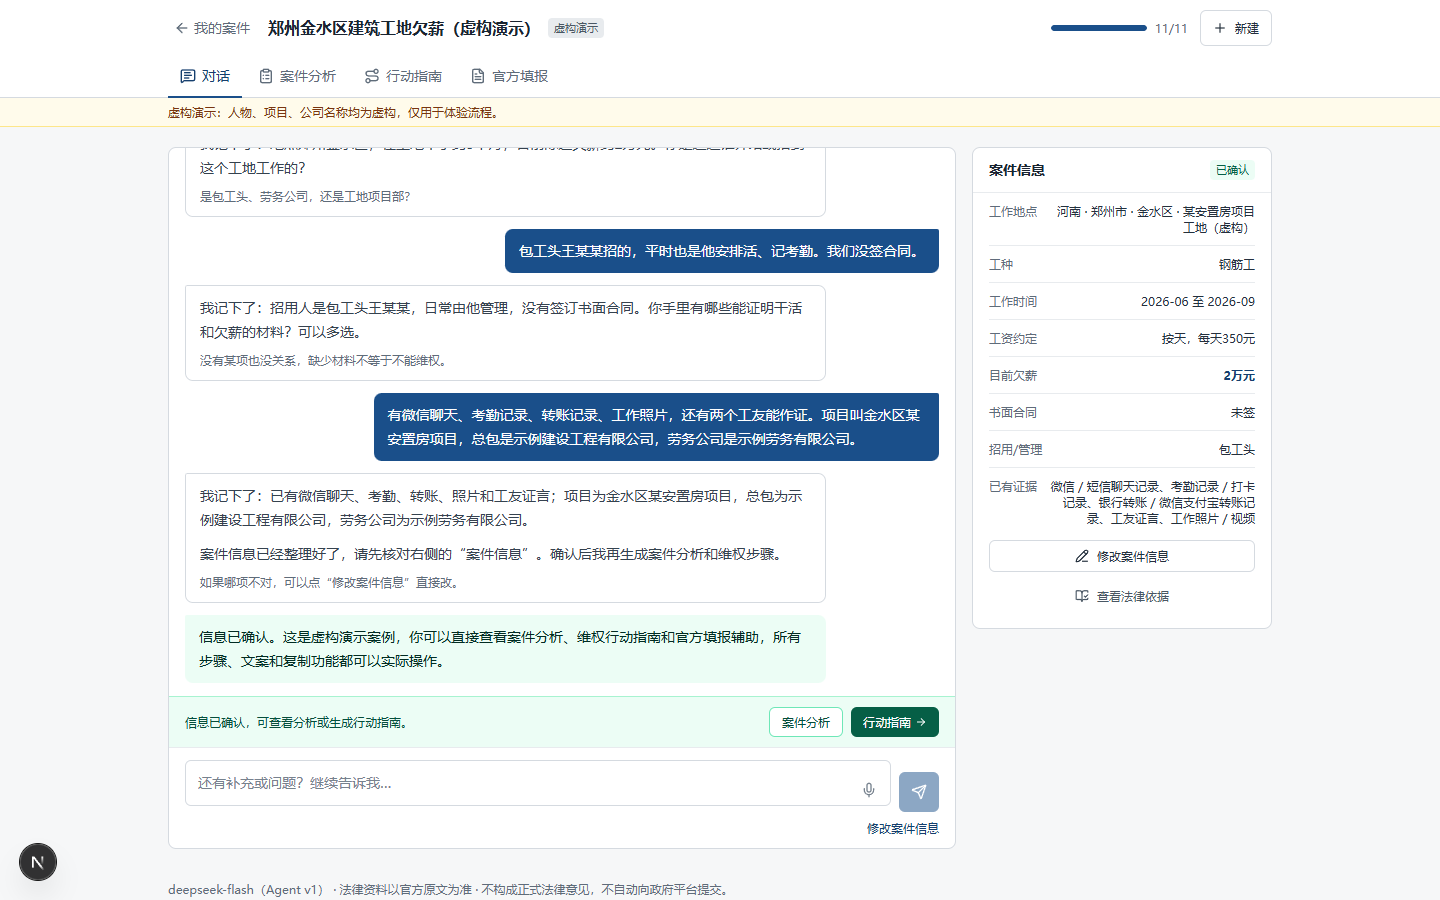 我的案件
郑州金水区建筑工地欠薪（虚构演示）
虚构演示
11/11
新建
对话
案件分析
行动指南
官方填报
虚构演示：人物、项目、公司名称均为虚构，仅用于体验流程。
这个工地工作的？
是包工头、劳务公司，还是工地项目部？
包工头王某某招的，平时也是他安排活、记考勤。我们没签合同。
我记下了：招用人是包工头王某某，日常由他管理，没有签订书面合同。你手里有哪些能证明干活
和欠薪的材料？可以多选。
没有某项也没关系，缺少材料不等于不能维权。
有微信聊天、考勤记录、转账记录、工作照片，还有两个工友能作证。项目叫金水区某
安置房项目，总包是示例建设工程有限公司，劳务公司是示例劳务有限公司。
我记下了：已有微信聊天、考勤、转账、照片和工友证言；项目为金水区某安置房项目，总包为示
例建设工程有限公司，劳务公司为示例劳务有限公司。
案件信息已经整理好了，请先核对右侧的“案件信息”。确认后我再生成案件分析和维权步骤。
如果哪项不对，可以点“修改案件信息”直接改。
信息已确认。这是虚构演示案例，你可以直接查看案件分析、维权行动指南和官方填报辅助，所有
步骤、文案和复制功能都可以实际操作。
信息已确认，可查看分析或生成行动指南。
案件分析
行动指南
还有补充或问题？继续告诉我...
修改案件信息
案件信息
已确认
工作地点
河南 · 郑州市 · 金水区 · 某安置房项目
工地（虚构）
工种
钢筋工
工作时间
2026-06 至 2026-09
工资约定
按天，每天350元
目前欠薪
2万元
书面合同
未签
招用/管理
包工头
已有证据
微信 / 短信聊天记录、考勤记录 / 打卡
记录、银行转账 / 微信支付宝转账记
录、工友证言、工作照片 / 视频
修改案件信息
查看法律依据
N
deepseek-flash（Agent v1） · 法律资料以官方原文为准 · 不构成正式法律意见，不自动向政府平台提交。